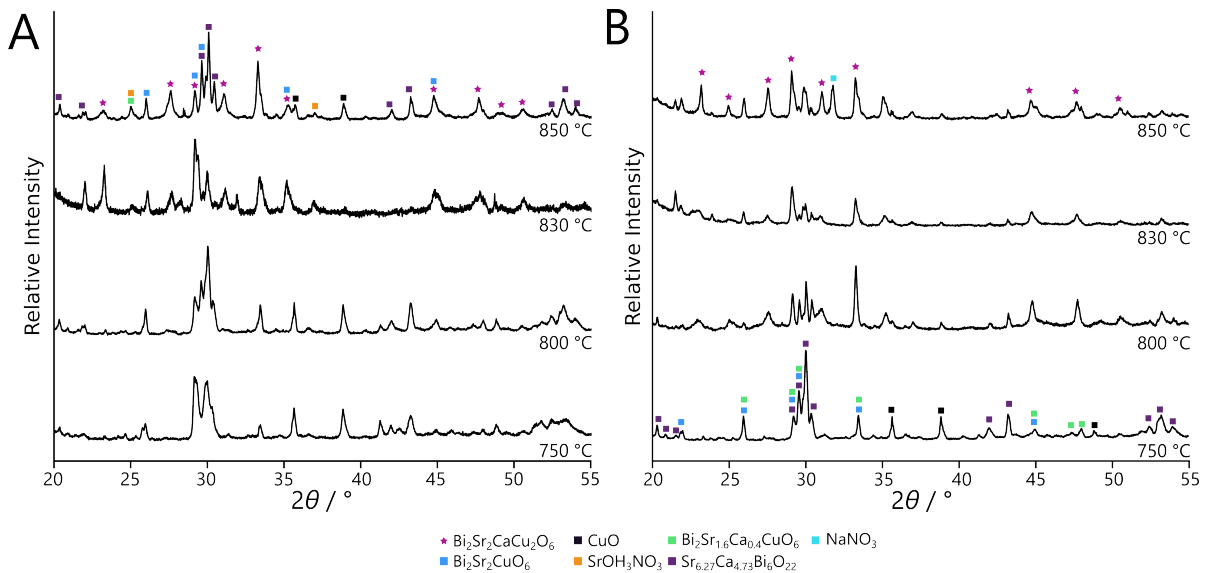 A
Relative Intensity
850 °C
830 °C
800 °C
750 °C
20 25 30 35 40 45 50 55
2θ / °
B
Relative Intensity
850 °C
830 °C
800 °C
750 °C
20 25 30 35 40 45 50 55
2θ / °
Bi₂Sr₂CaCu₂O₆ CuO Bi₂Sr₁.₆Ca₀.₄CuO₆ NaNO₃
Bi₂Sr₂CuO₆ SrOH₃NO₃ Sr₆.₂₇Ca₄.₇₃Bi₆O₂₂